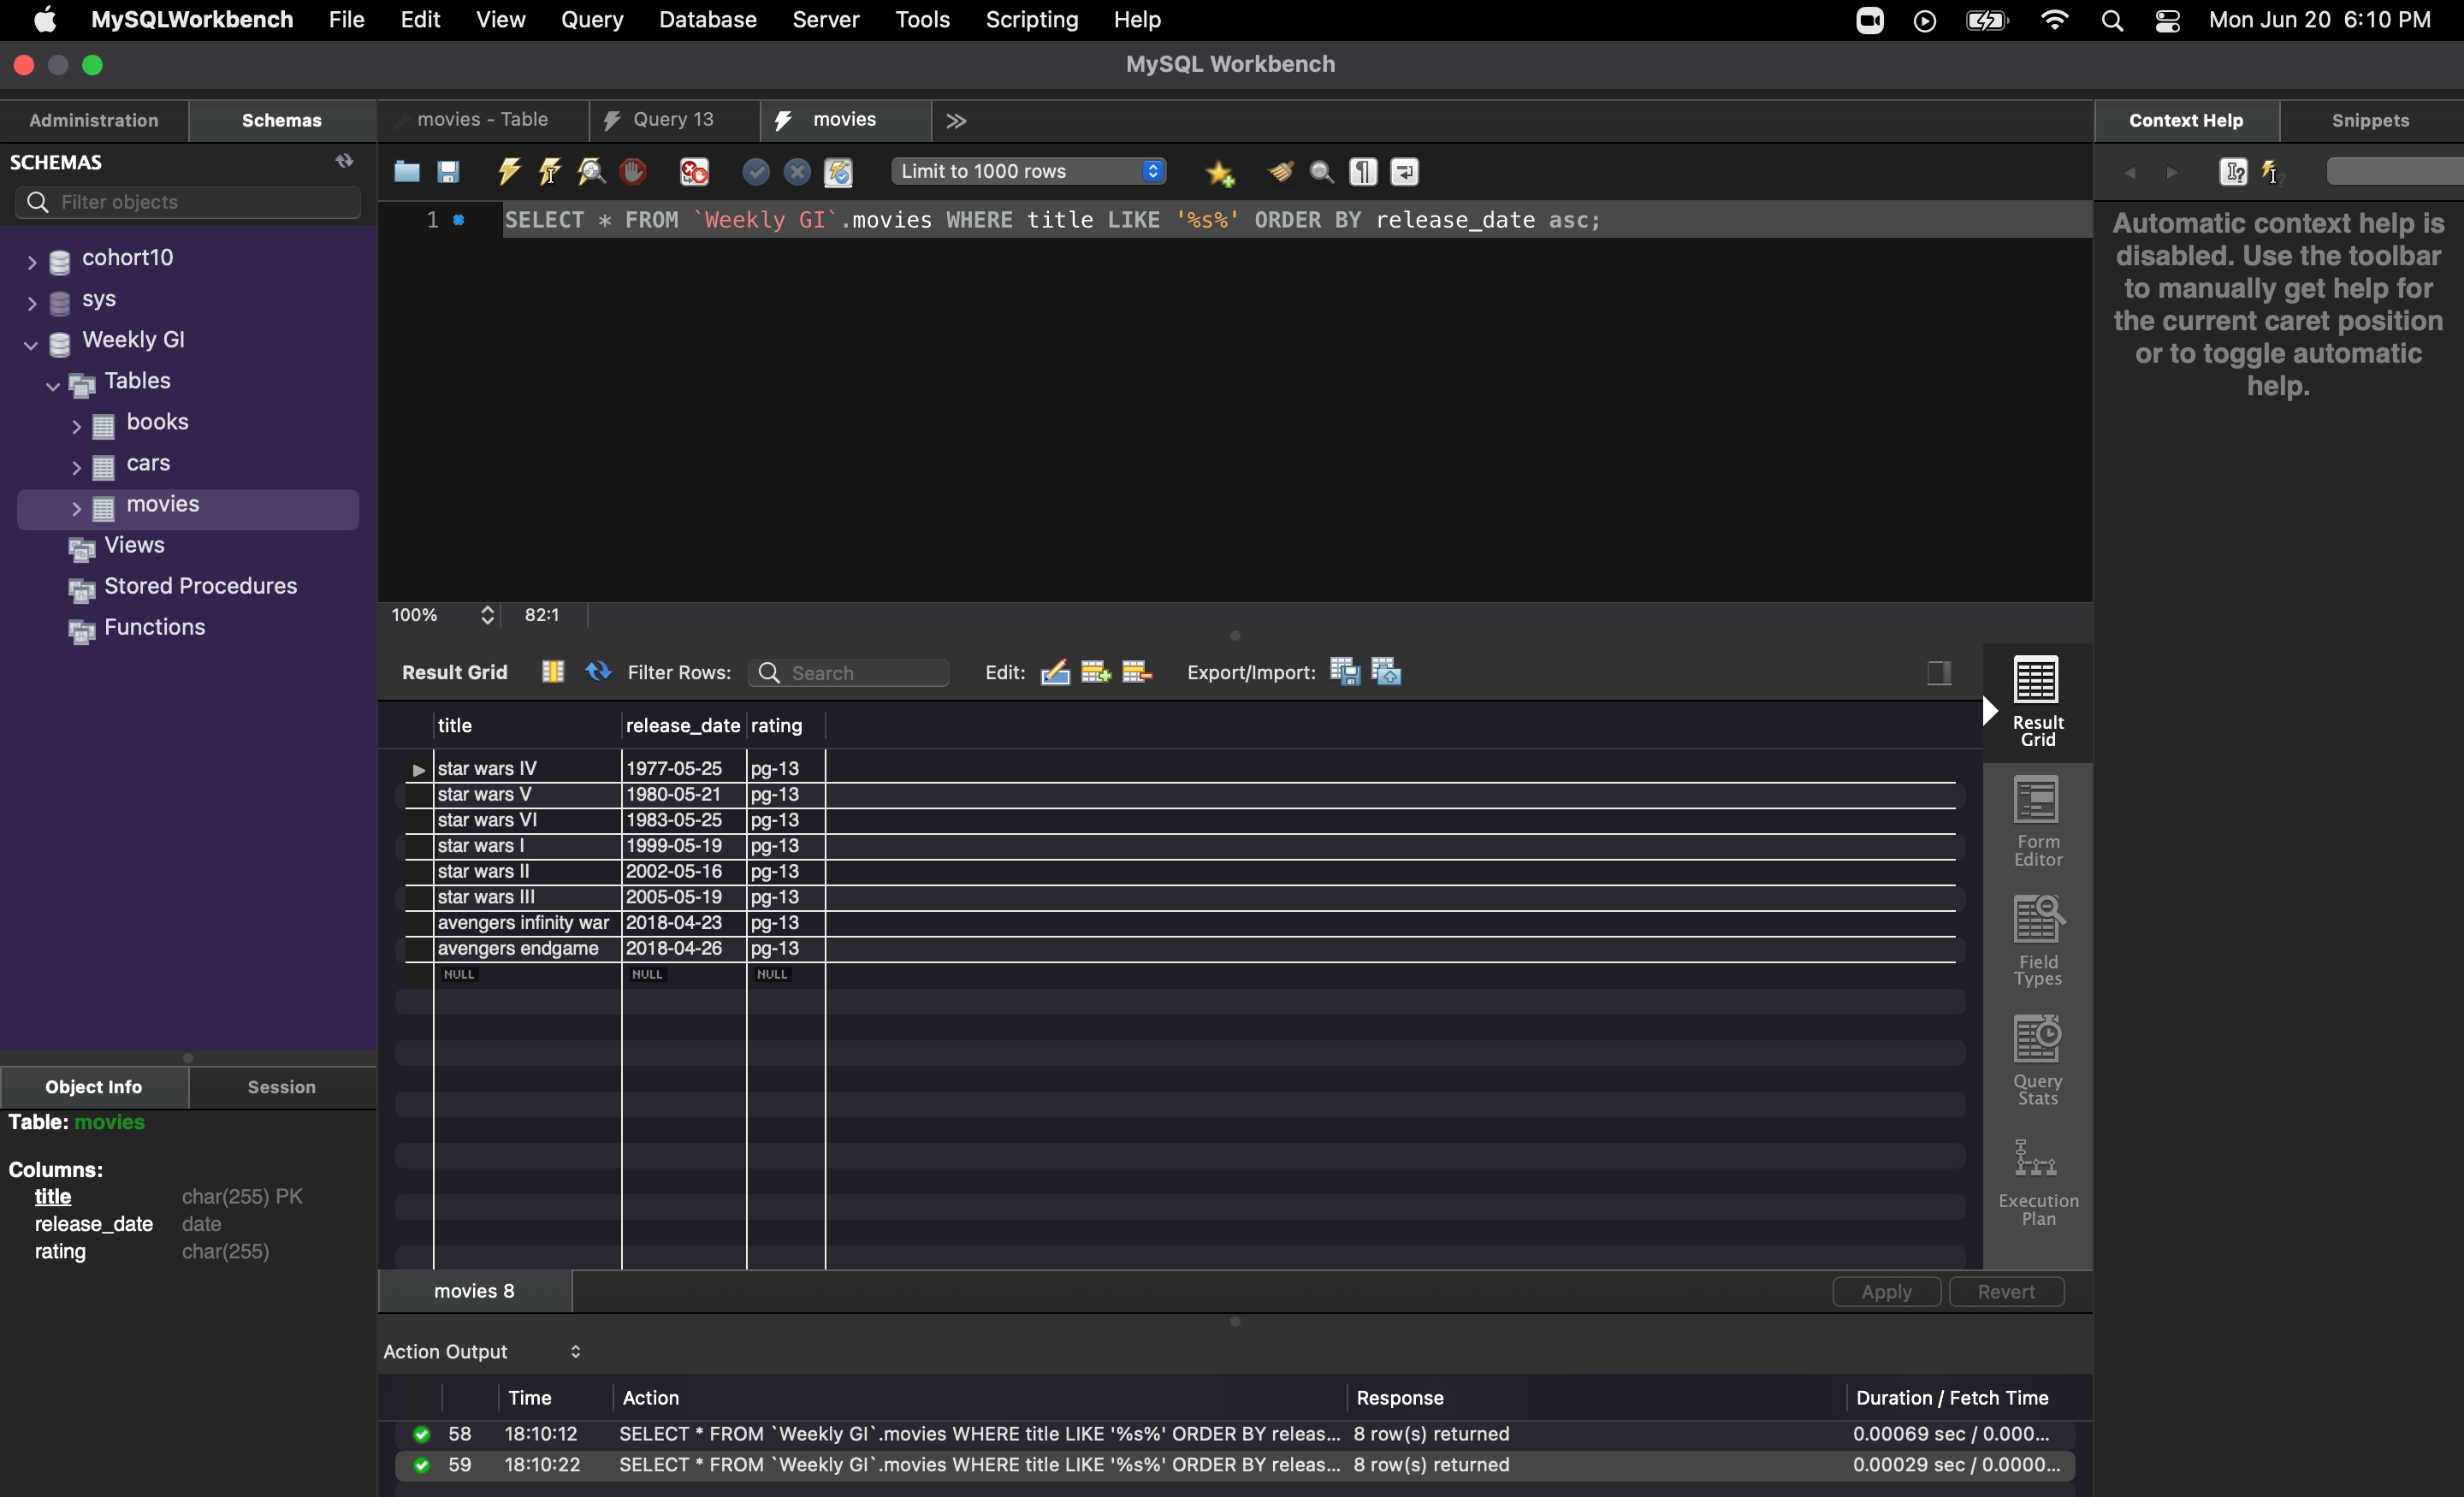 MySQLWorkbench File Edit View Query Database Server Tools Scripting Help Mon Jun 20 6:10 PM
MySQL Workbench
Administration Schemas movies - Table Query 13 movies Context Help Snippets
SCHEMAS
Limit to 1000 rows
Filter objects
1 SELECT * FROM `Weekly GI`.movies WHERE title LIKE '%s%' ORDER BY release_date asc;
Automatic context help is
disabled. Use the toolbar
to manually get help for
the current caret position
or to toggle automatic
help.
cohort10
sys
Weekly GI
Tables
books
cars
movies
Views
Stored Procedures
Functions
100% 82:1
Result Grid Filter Rows: Search Edit: Export/Import:
title release_date rating
star wars IV 1977-05-25 pg-13
star wars V 1980-05-21 pg-13
star wars VI 1983-05-25 pg-13
star wars I 1999-05-19 pg-13
star wars II 2002-05-16 pg-13
star wars III 2005-05-19 pg-13
avengers infinity war 2018-04-23 pg-13
avengers endgame 2018-04-26 pg-13
NULL NULL NULL
Result
Grid
Form
Editor
Field
Types
Query
Stats
Execution
Plan
Object Info Session
Table: movies
Columns:
title char(255) PK
release_date date
rating char(255)
movies 8 Apply Revert
Action Output
Time Action Response Duration / Fetch Time
58 18:10:12 SELECT * FROM `Weekly GI`.movies WHERE title LIKE '%s%' ORDER BY releas... 8 row(s) returned 0.00069 sec / 0.000...
59 18:10:22 SELECT * FROM `Weekly GI`.movies WHERE title LIKE '%s%' ORDER BY releas... 8 row(s) returned 0.00029 sec / 0.0000...